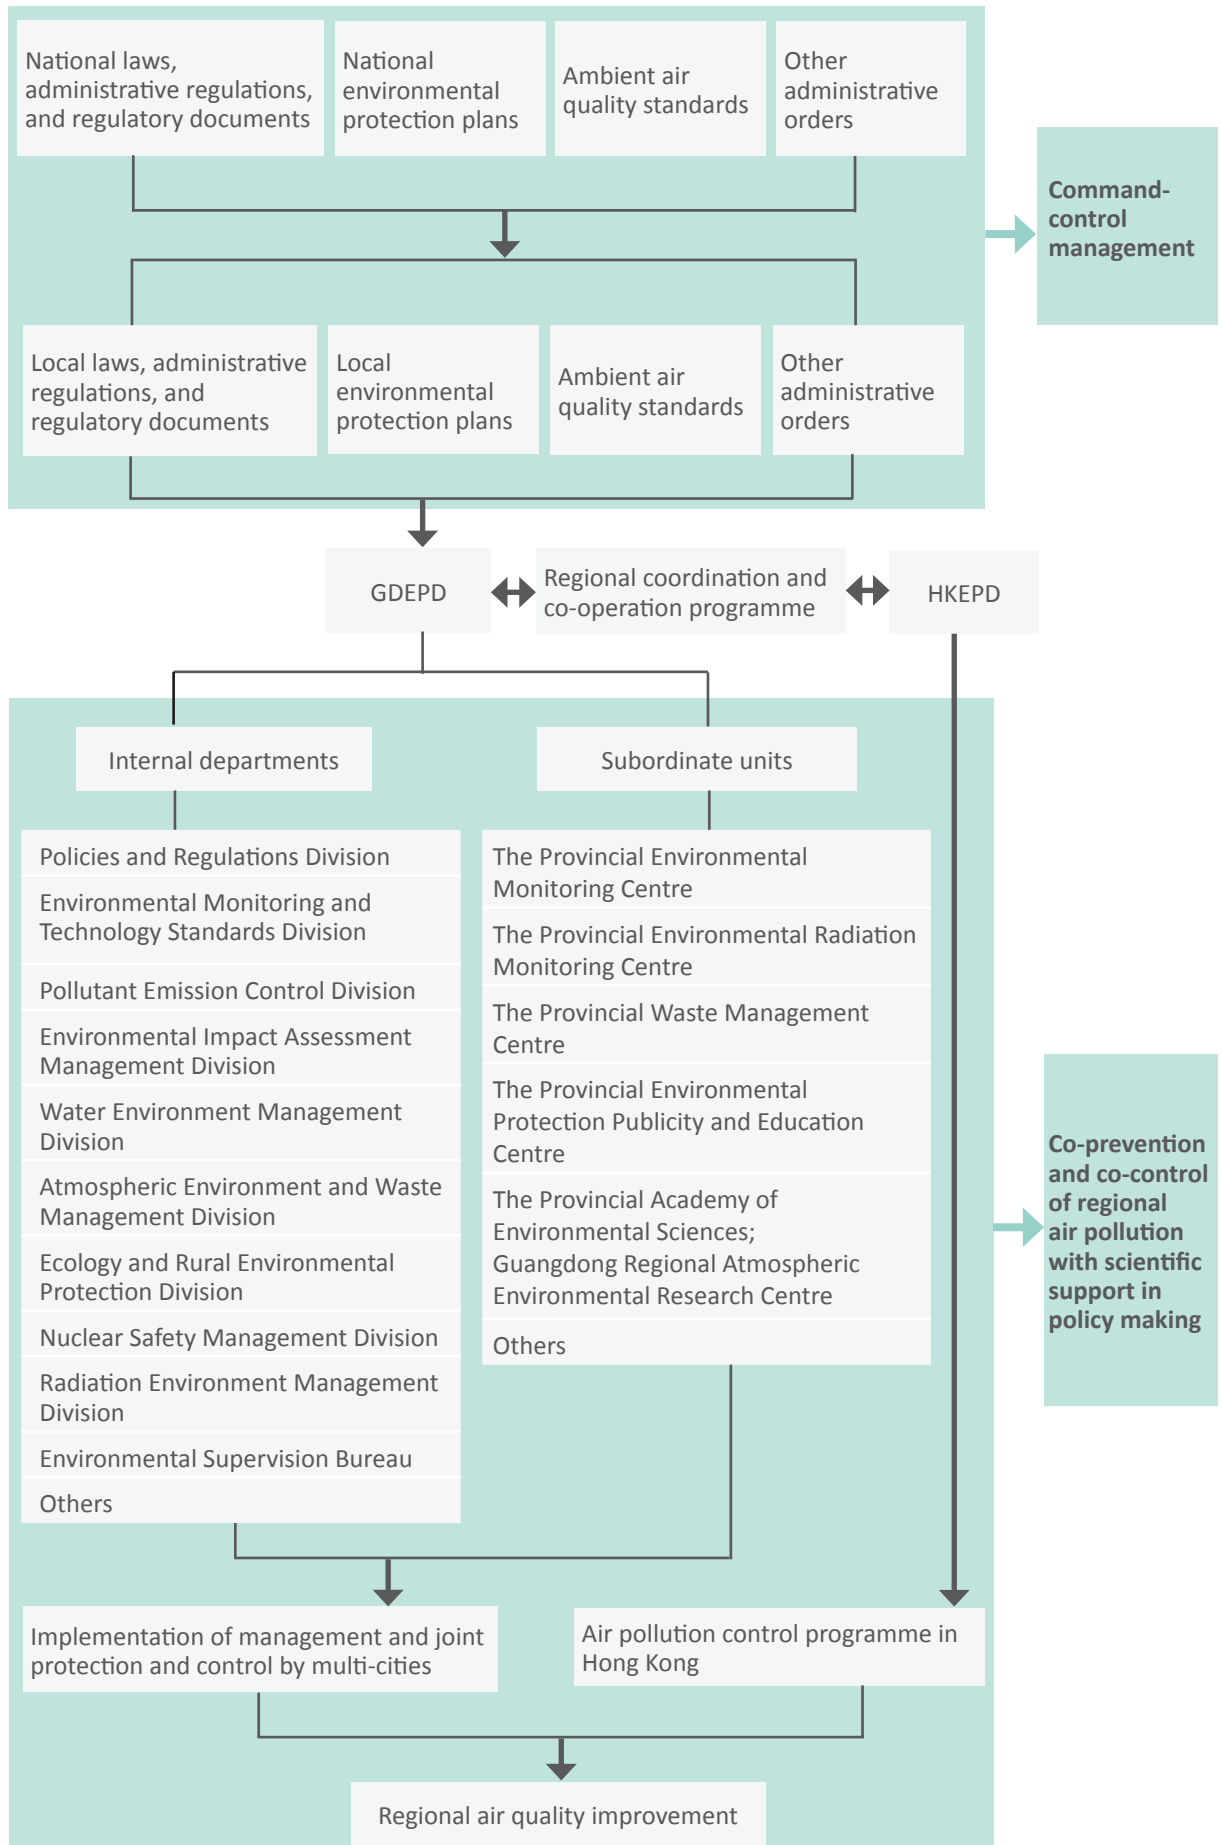 National laws,
administrative regulations,
and regulatory documents
National
environmental
protection plans
Ambient air
quality standards
Other
administrative
orders
Command-
control
management
Local laws, administrative
regulations, and
regulatory documents
Local
environmental
protection plans
Ambient air
quality standards
Other
administrative
orders
GDEPD
Regional coordination and
co-operation programme
HKEPD
Internal departments
Subordinate units
Policies and Regulations Division
Environmental Monitoring and
Technology Standards Division
Pollutant Emission Control Division
Environmental Impact Assessment
Management Division
Water Environment Management
Division
Atmospheric Environment and Waste
Management Division
Ecology and Rural Environmental
Protection Division
Nuclear Safety Management Division
Radiation Environment Management
Division
Environmental Supervision Bureau
Others
The Provincial Environmental
Monitoring Centre
The Provincial Environmental Radiation
Monitoring Centre
The Provincial Waste Management
Centre
The Provincial Environmental
Protection Publicity and Education
Centre
The Provincial Academy of
Environmental Sciences;
Guangdong Regional Atmospheric
Environmental Research Centre
Others
Co-prevention
and co-control
of regional
air pollution
with scientific
support in
policy making
Implementation of management and joint
protection and control by multi-cities
Air pollution control programme in
Hong Kong
Regional air quality improvement